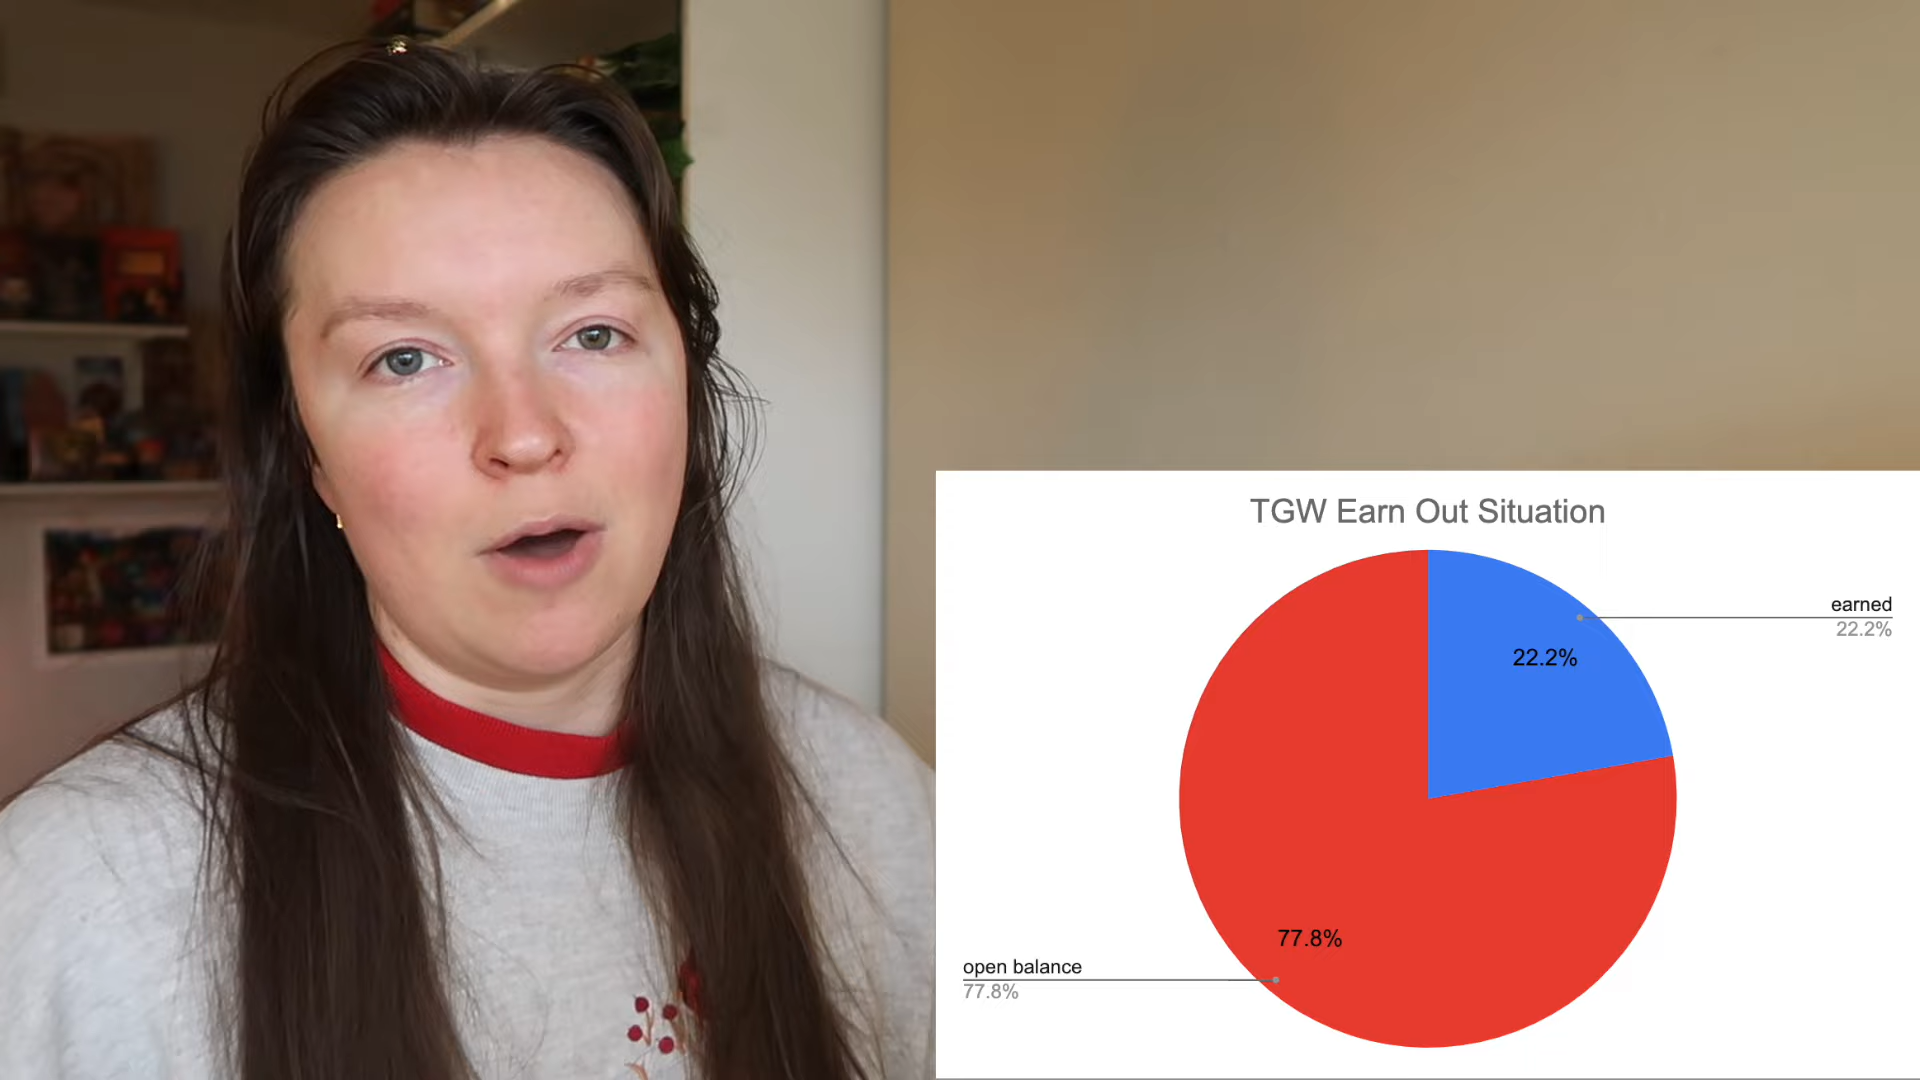 TGW Earn Out Situation
earned
22.2%
22.2%
77.8%
open balance
77.8%